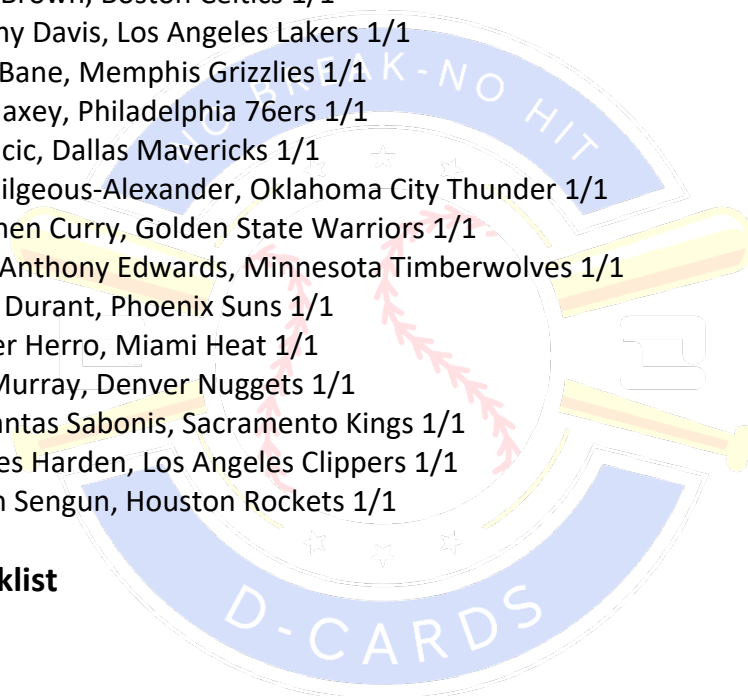 Brown, Boston Celtics 1/1
ny Davis, Los Angeles Lakers 1/1
Bane, Memphis Grizzlies 1/1
axey, Philadelphia 76ers 1/1
cic, Dallas Mavericks 1/1
ilgeous-Alexander, Oklahoma City Thunder 1/1
hen Curry, Golden State Warriors 1/1
Anthony Edwards, Minnesota Timberwolves 1/1
Durant, Phoenix Suns 1/1
er Herro, Miami Heat 1/1
Murray, Denver Nuggets 1/1
antas Sabonis, Sacramento Kings 1/1
es Harden, Los Angeles Clippers 1/1
n Sengun, Houston Rockets 1/1
klist
NO BREAK-NO HIT
D-CARDS